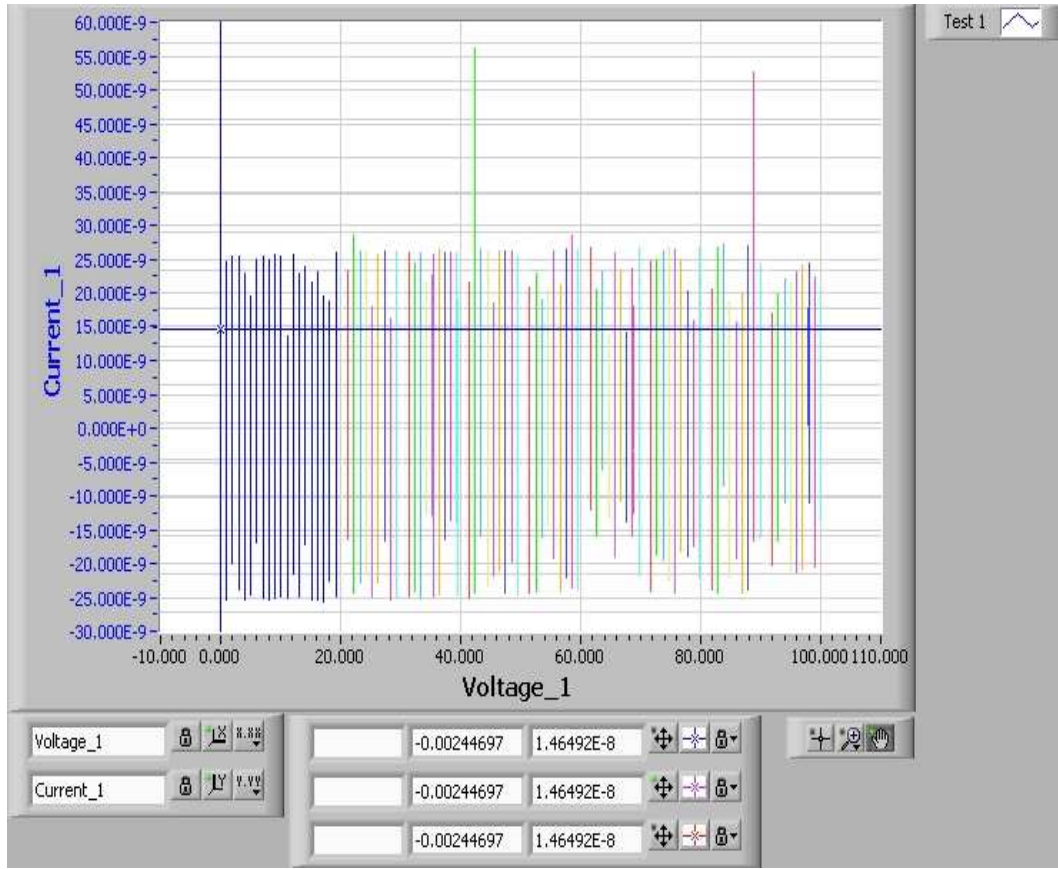 Test 1
60.000E-9
55.000E-9
50.000E-9
45.000E-9
40.000E-9
35.000E-9
30.000E-9
25.000E-9
20.000E-9
15.000E-9
10.000E-9
5.000E-9
0.000E+0
-5.000E-9
-10.000E-9
-15.000E-9
-20.000E-9
-25.000E-9
-30.000E-9
Current_1
-10.000 0.000 20.000 40.000 60.000 80.000 100.000 110.000
Voltage_1
Voltage_1 X X.XX
Current_1 Y Y.YY
-0.00244697 1.46492E-8
-0.00244697 1.46492E-8
-0.00244697 1.46492E-8